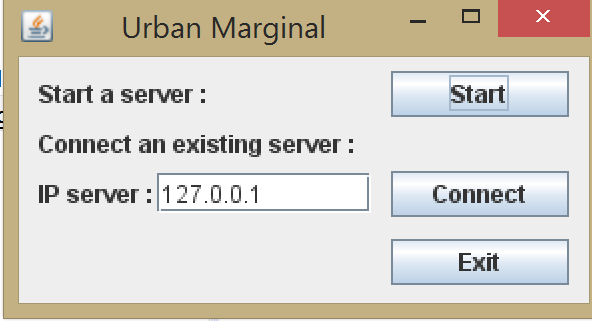 Urban Marginal
Start a server : Start
Connect an existing server :
IP server : 127.0.0.1 Connect
Exit